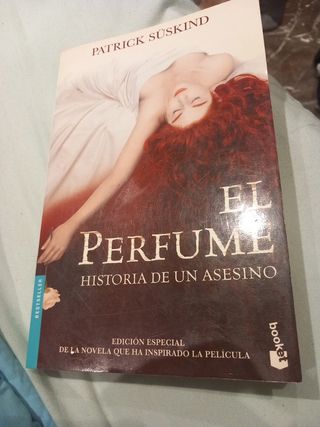 PATRICK SÜSKIND
EL
PERFUME
HISTORIA DE UN ASESINO
BESTSELLER
EDICIÓN ESPECIAL
DE LA NOVELA QUE HA INSPIRADO LA PELÍCULA
booket